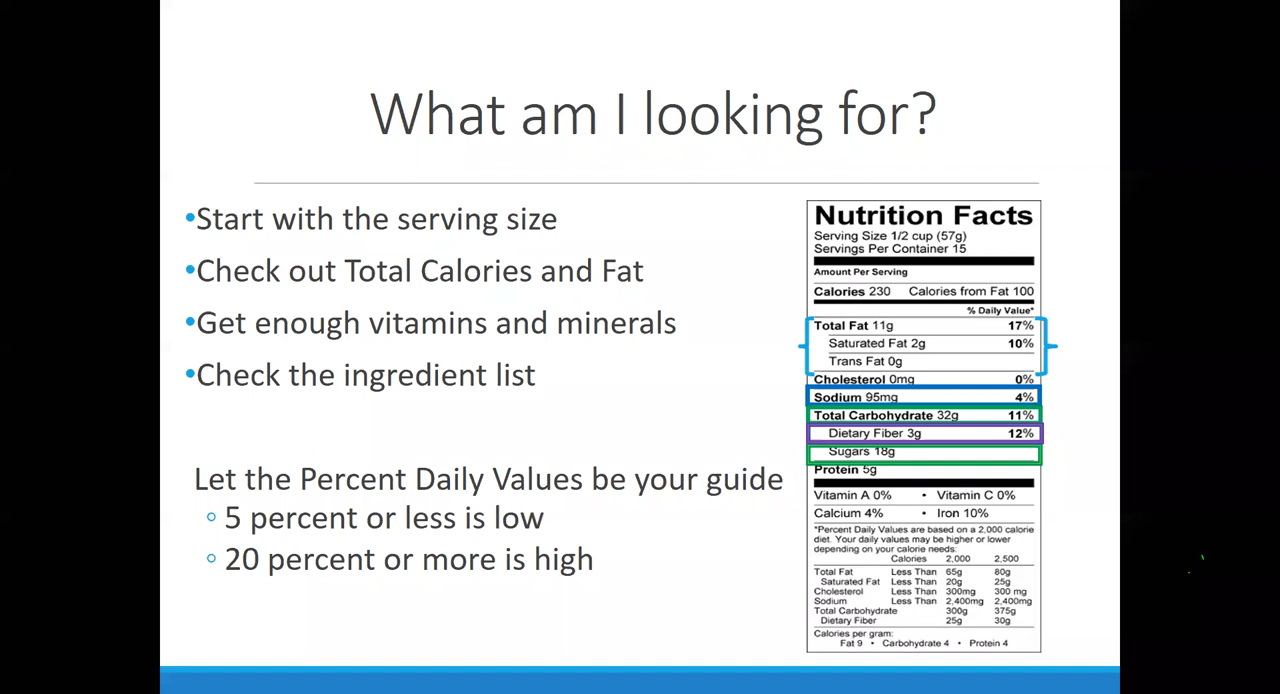 What am I looking for?
•Start with the serving size
•Check out Total Calories and Fat
•Get enough vitamins and minerals
•Check the ingredient list
Let the Percent Daily Values be your guide
◦ 5 percent or less is low
◦ 20 percent or more is high
Nutrition Facts
Serving Size 1/2 cup (57g)
Servings Per Container 15
Amount Per Serving
Calories 230 Calories from Fat 100
% Daily Value*
Total Fat 11g 17%
Saturated Fat 2g 10%
Trans Fat 0g
Cholesterol 0mg 0%
Sodium 95mg 4%
Total Carbohydrate 32g 11%
Dietary Fiber 3g 12%
Sugars 18g
Protein 5g
Vitamin A 0% • Vitamin C 0%
Calcium 4% • Iron 10%
*Percent Daily Values are based on a 2,000 calorie
diet. Your daily values may be higher or lower
depending on your calorie needs:
Calories 2,000 2,500
Total Fat Less Than 65g 80g
Saturated Fat Less Than 20g 25g
Cholesterol Less Than 300mg 300 mg
Sodium Less Than 2,400mg 2,400mg
Total Carbohydrate 300g 375g
Dietary Fiber 25g 30g
Calories per gram:
Fat 9 • Carbohydrate 4 • Protein 4